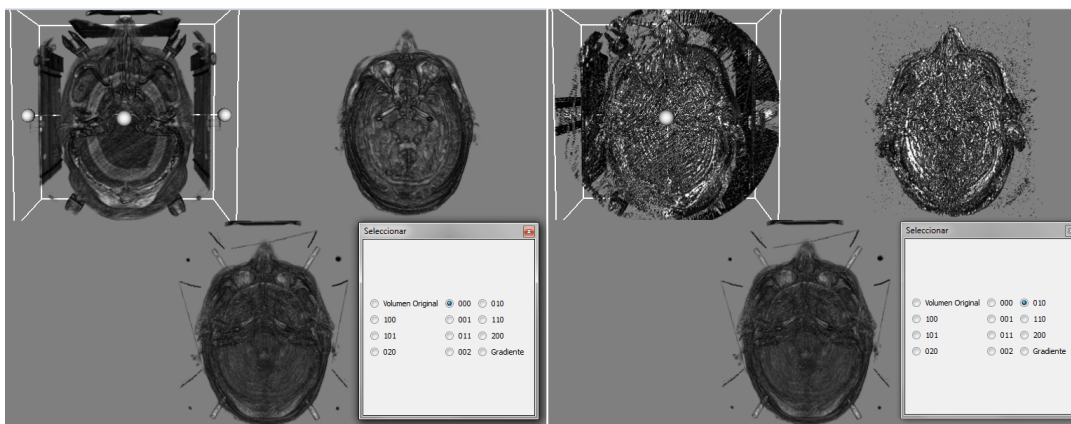 Seleccionar
Volumen Original 000 010
100 001 110
101 011 200
020 002 Gradiente
Seleccionar
Volumen Original 000 010
100 001 110
101 011 200
020 002 Gradiente